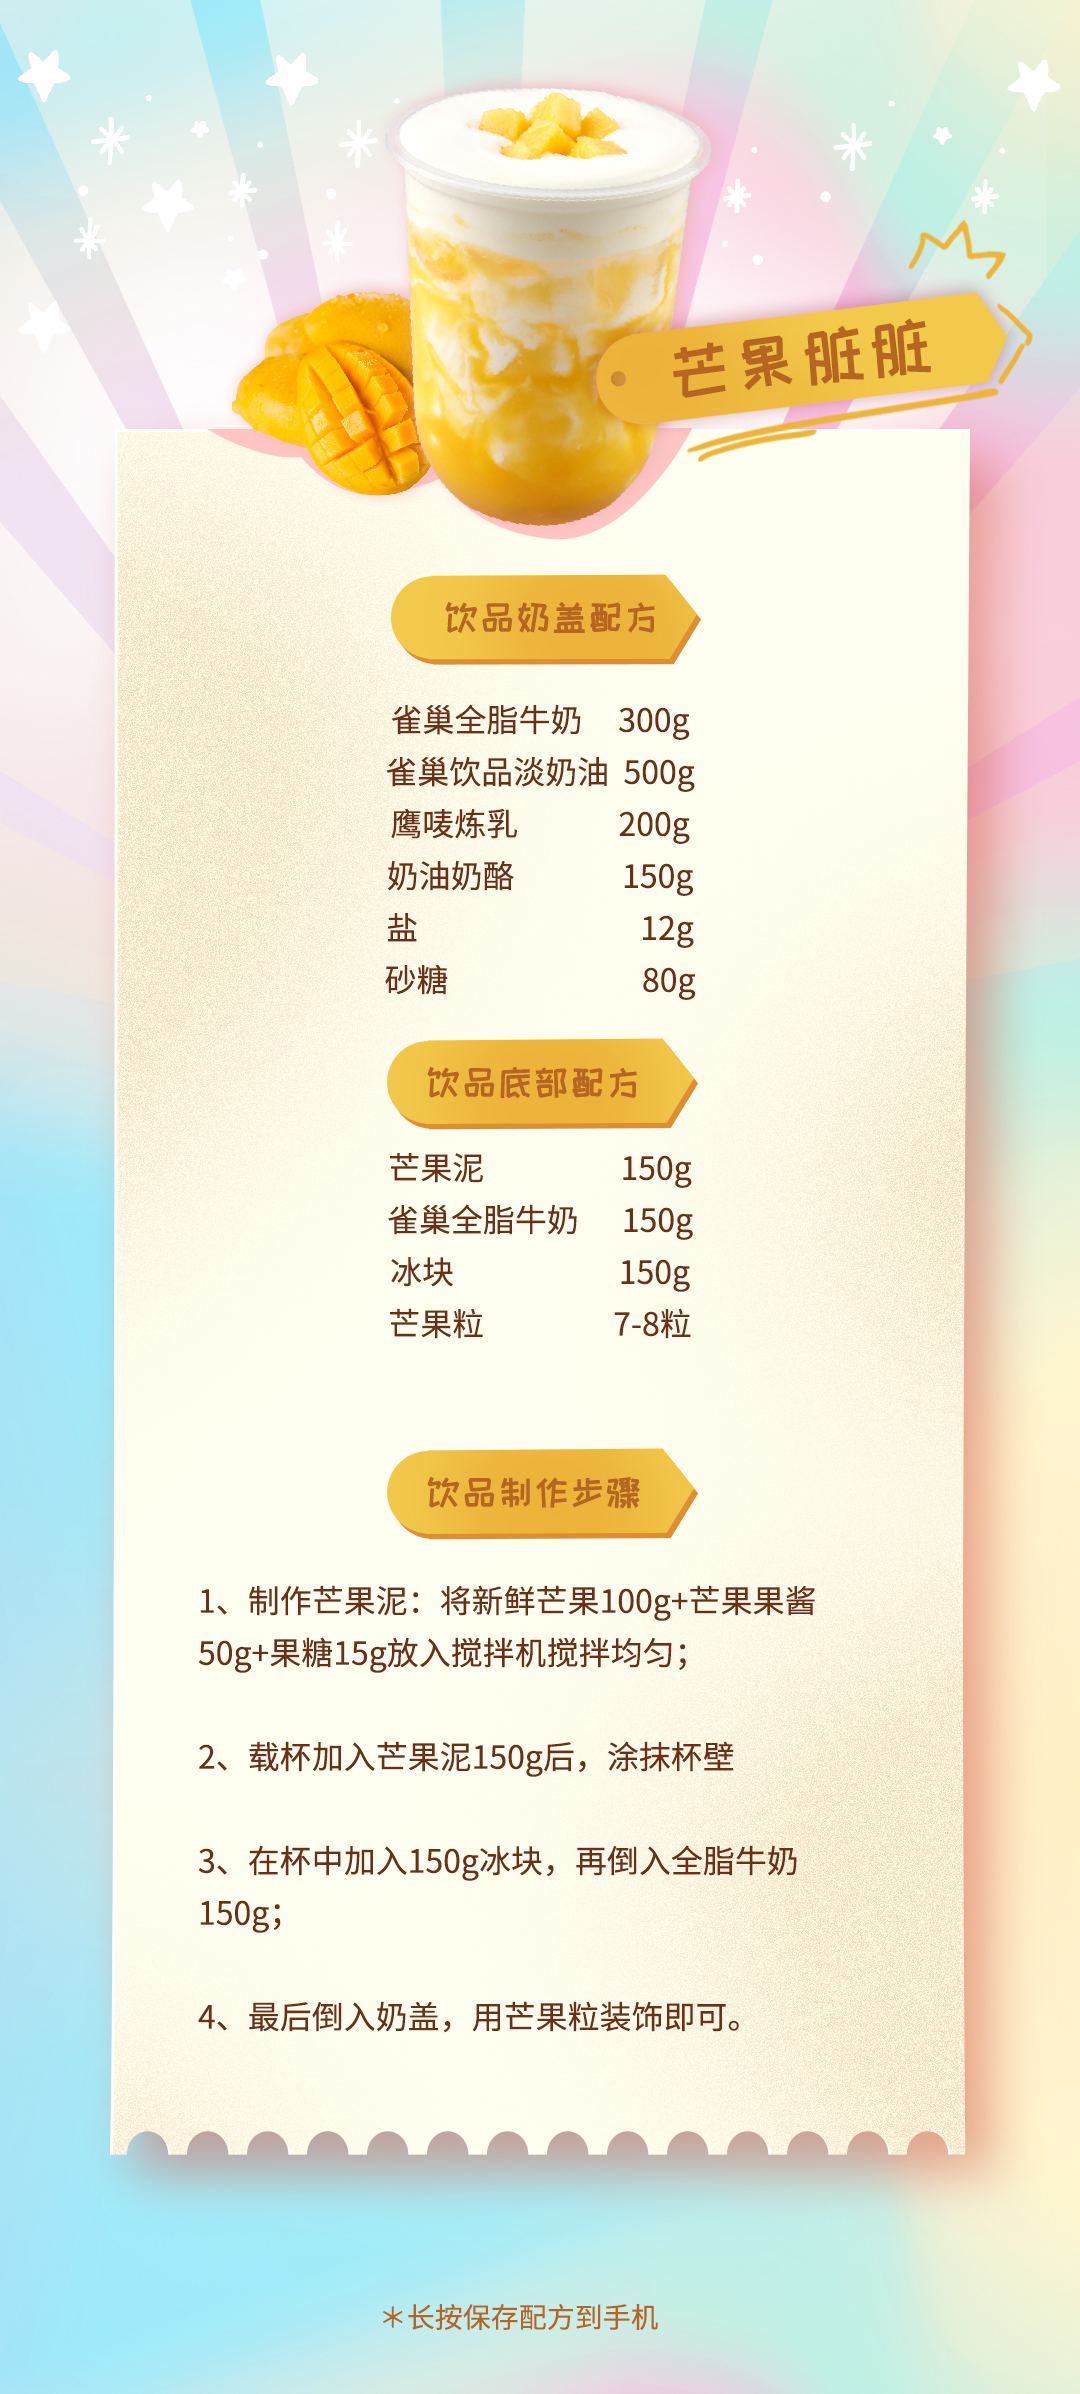 芒果脏脏
饮品奶盖配方
雀巢全脂牛奶 300g
雀巢饮品淡奶油 500g
鹰唛炼乳 200g
奶油奶酪 150g
盐 12g
砂糖 80g
饮品底部配方
芒果泥 150g
雀巢全脂牛奶 150g
冰块 150g
芒果粒 7-8粒
饮品制作步骤
1、制作芒果泥：将新鲜芒果100g+芒果果酱
50g+果糖15g放入搅拌机搅拌均匀；
2、载杯加入芒果泥150g后，涂抹杯壁
3、在杯中加入150g冰块，再倒入全脂牛奶
150g；
4、最后倒入奶盖，用芒果粒装饰即可。
＊长按保存配方到手机